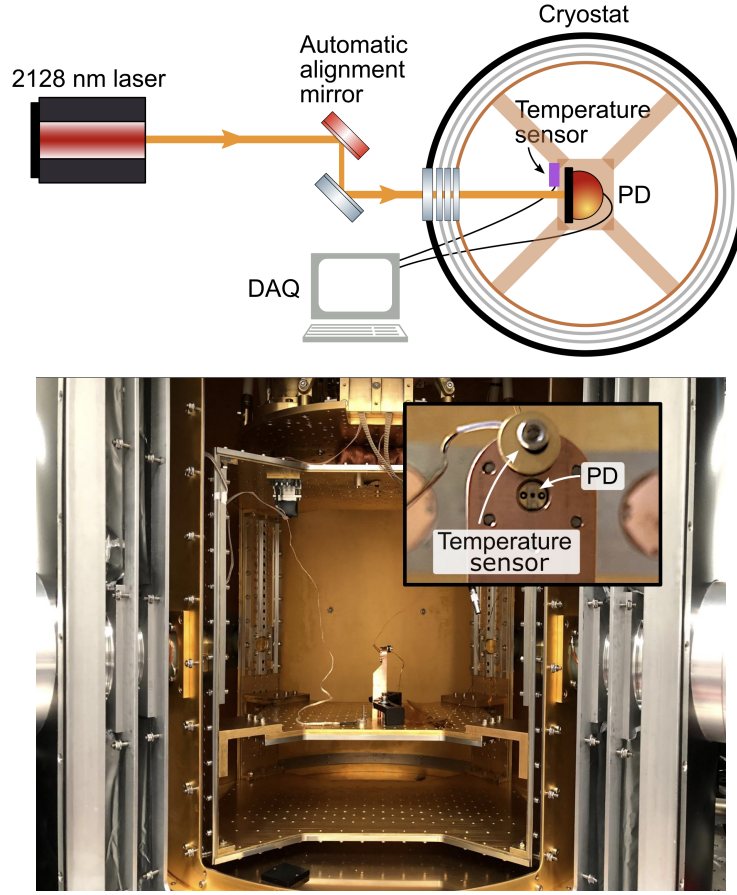 Cryostat
2128 nm laser
Automatic
alignment
mirror
Temperature
sensor
PD
DAQ
PD
Temperature
sensor